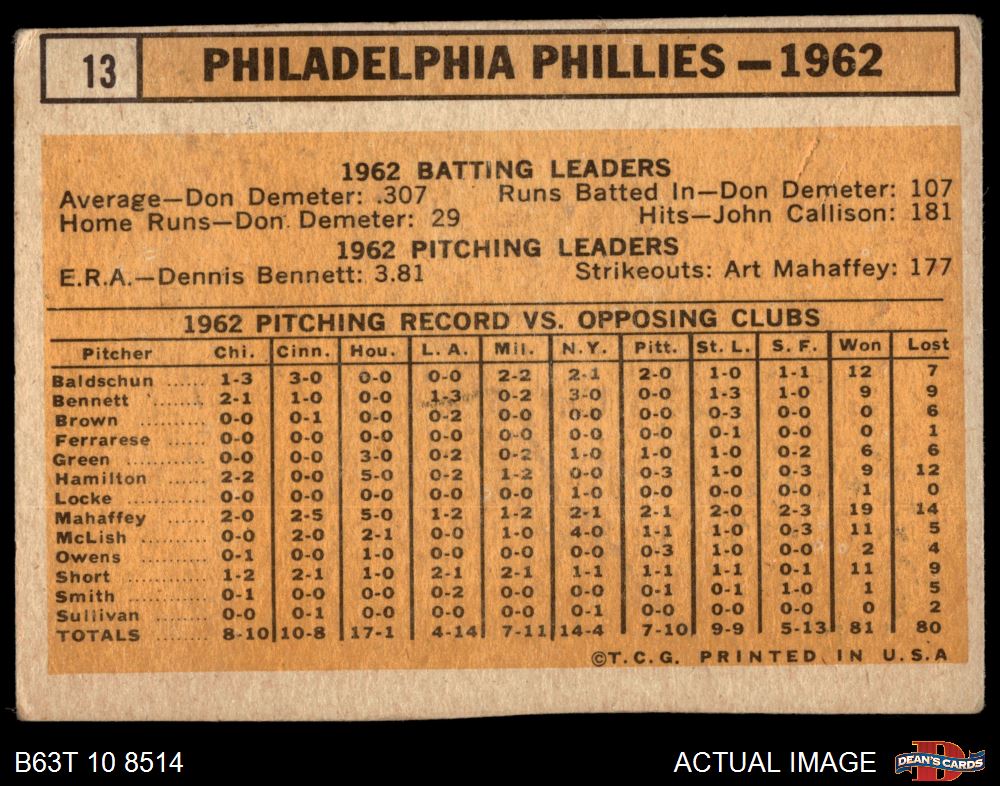 13 PHILADELPHIA PHILLIES — 1962
1962 BATTING LEADERS
Average—Don Demeter: .307 Runs Batted In—Don Demeter: 107
Home Runs—Don Demeter: 29 Hits—John Callison: 181
1962 PITCHING LEADERS
E.R.A.—Dennis Bennett: 3.81 Strikeouts: Art Mahaffey: 177
1962 PITCHING RECORD VS. OPPOSING CLUBS
Pitcher Chi. Cinn. Hou. L. A. Mil. N.Y. Pitt. St. L. S. F. Won Lost
Baldschun ...... 1-3 3-0 0-0 0-0 2-2 2-1 2-0 1-0 1-1 12 7
Bennett ........ 2-1 1-0 0-0 1-3 0-2 3-0 0-0 1-3 1-0 9 9
Brown .......... 0-0 0-1 0-0 0-2 0-0 0-0 0-0 0-3 0-0 0 6
Ferrarese ...... 0-0 0-0 0-0 0-0 0-0 0-0 0-0 0-1 0-0 0 1
Green .......... 0-0 0-0 3-0 0-2 0-2 1-0 1-0 1-0 0-2 6 6
Hamilton ....... 2-2 0-0 5-0 0-2 1-2 0-0 0-3 1-0 0-3 9 12
Locke .......... 0-0 0-0 0-0 0-0 0-0 1-0 0-0 0-0 0-0 1 0
Mahaffey ...... 2-0 2-5 5-0 1-2 1-2 2-1 2-1 2-0 2-3 19 14
McLish ......... 0-0 2-0 2-1 0-0 1-0 4-0 1-1 1-0 0-3 11 5
Owens .......... 0-1 0-0 1-0 0-0 0-0 0-0 0-3 1-0 0-0 2 4
Short ........... 1-2 2-1 1-0 2-1 2-1 1-1 1-1 1-1 0-1 11 9
Smith ........... 0-1 0-0 0-0 0-2 0-0 0-0 0-1 0-1 1-0 1 5
Sullivan ........ 0-0 0-1 0-0 0-0 0-0 0-1 0-0 0-0 0-0 0 2
TOTALS ...... 8-10 10-8 17-1 4-14 7-11 14-4 7-10 9-9 5-13 81 80
©T.C.G. PRINTED IN U.S.A
B63T 10 8514 ACTUAL IMAGE D DEAN'S CARDS